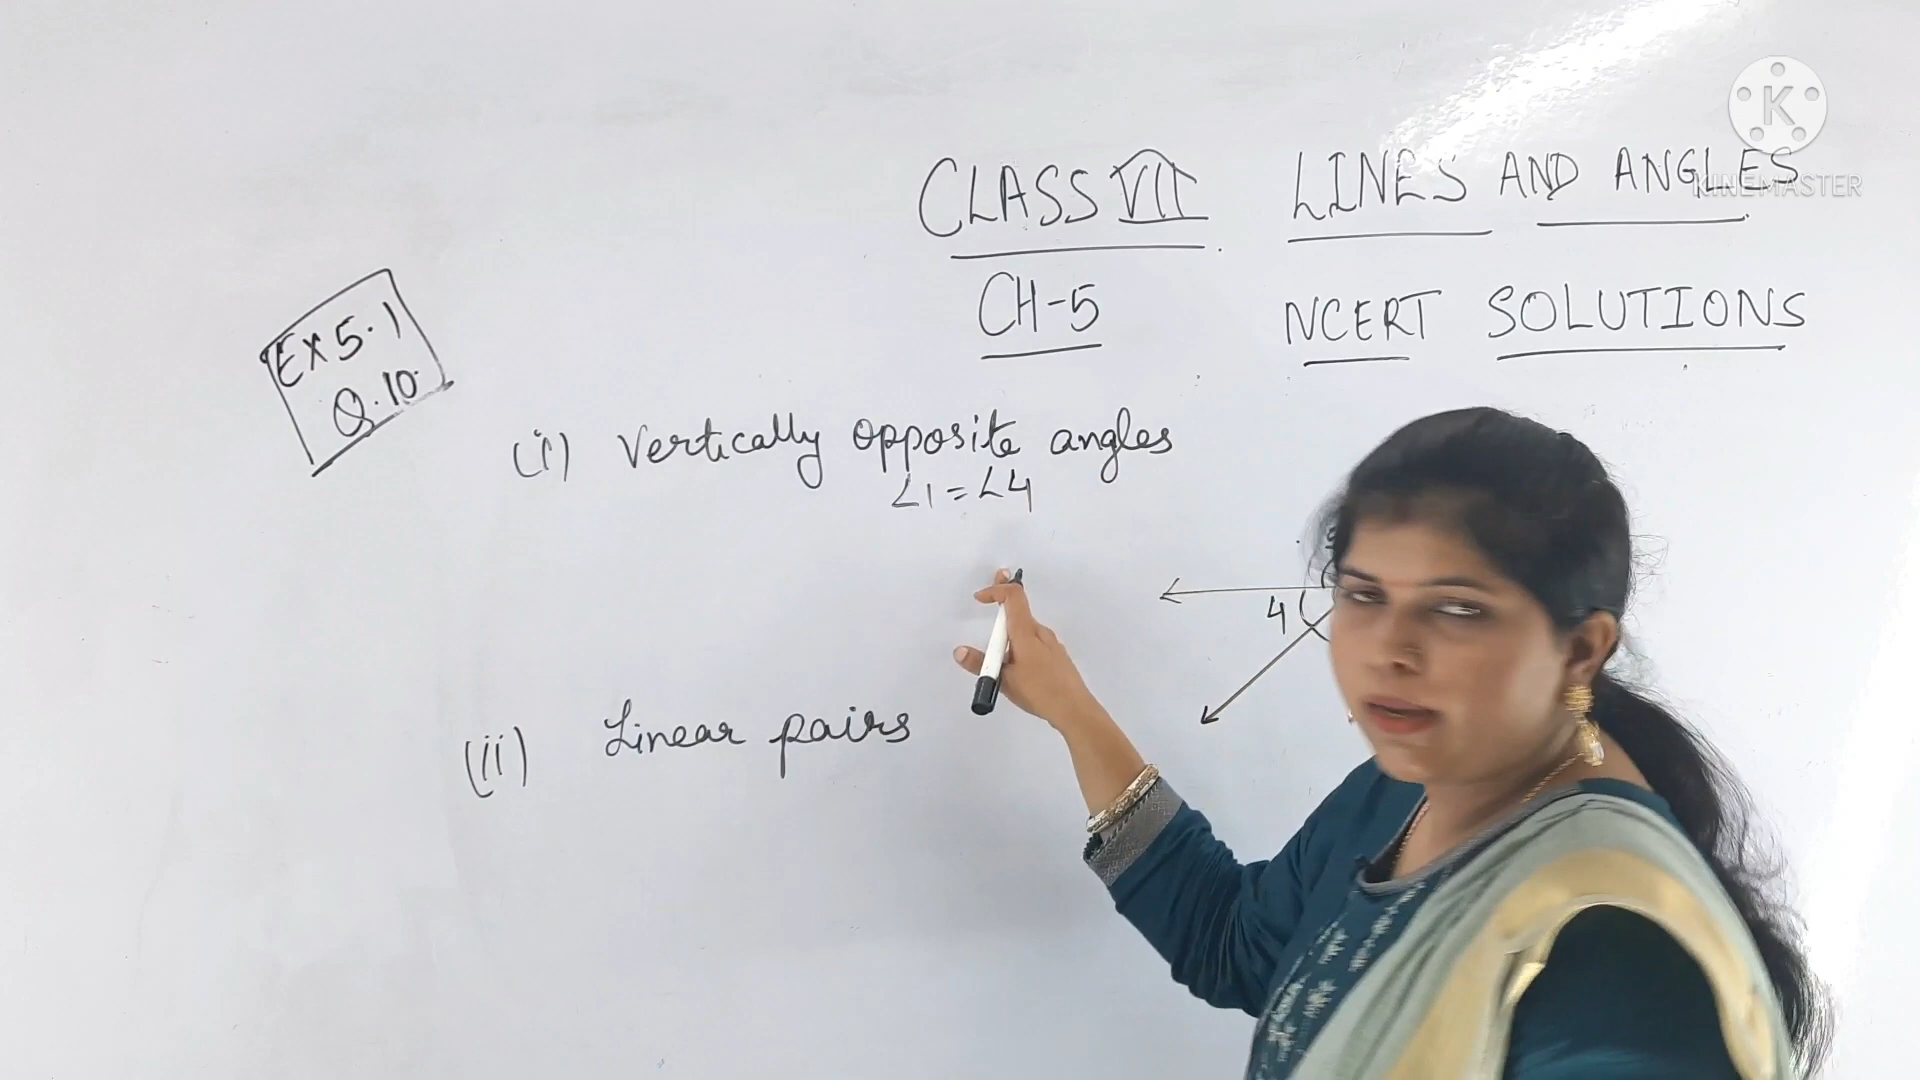 CLASS VII LINES AND ANGLES
KINEMASTER
CH-5 NCERT SOLUTIONS
EX 5.1
Q.10.
(i) Vertically opposite angles
∠1=∠4
4
(ii) Linear pairs